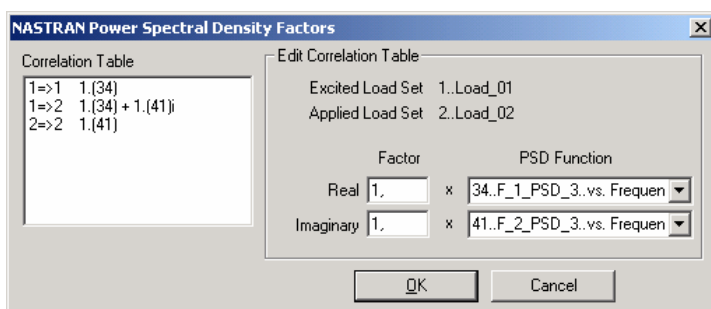 NASTRAN Power Spectral Density Factors
Correlation Table
1=>1 1.(34)
1=>2 1.(34) + 1.(41)i
2=>2 1.(41)
Edit Correlation Table
Excited Load Set 1..Load_01
Applied Load Set 2..Load_02
Factor PSD Function
Real 1, x 34..F_1_PSD_3..vs. Frequen
Imaginary 1, x 41..F_2_PSD_3..vs. Frequen
OK Cancel